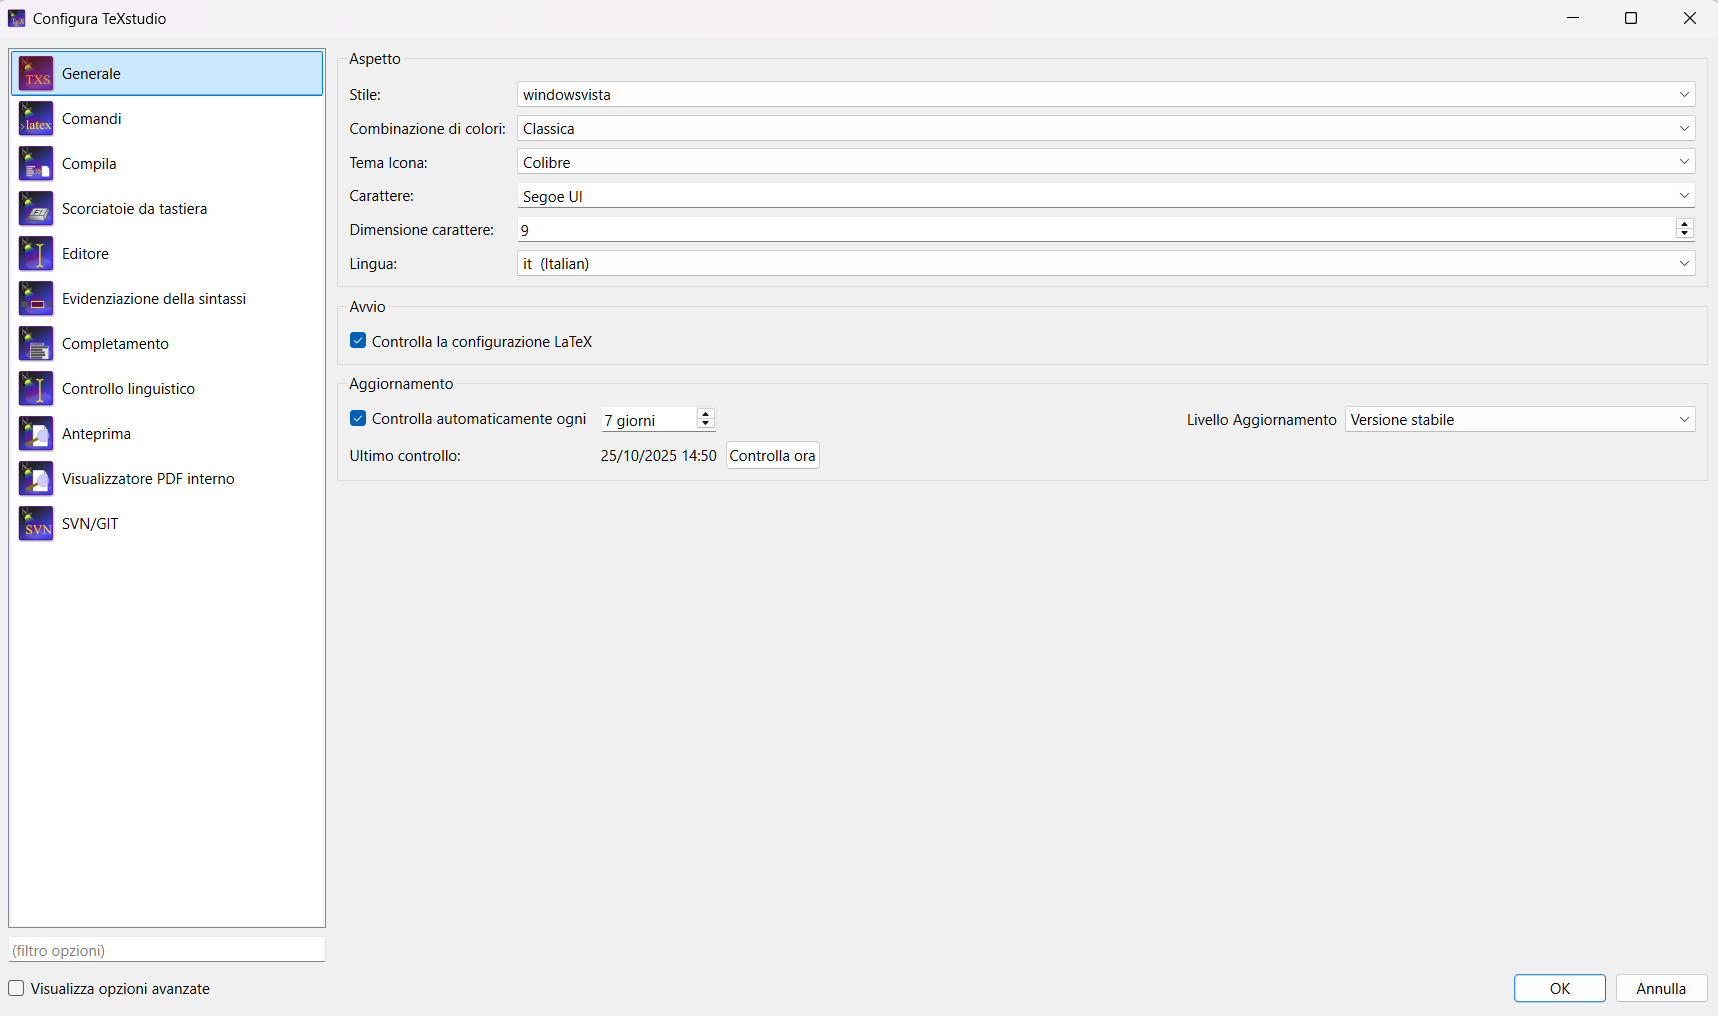 Configura TeXstudio
Generale
Comandi
Compila
Scorciatoie da tastiera
Editore
Evidenziazione della sintassi
Completamento
Controllo linguistico
Anteprima
Visualizzatore PDF interno
SVN/GIT
(filtro opzioni)
Visualizza opzioni avanzate
Aspetto
Stile: windowsvista
Combinazione di colori: Classica
Tema Icona: Colibre
Carattere: Segoe UI
Dimensione carattere: 9
Lingua: it (Italian)
Avvio
Controlla la configurazione LaTeX
Aggiornamento
Controlla automaticamente ogni 7 giorni Livello Aggiornamento Versione stabile
Ultimo controllo: 25/10/2025 14:50 Controlla ora
OK Annulla